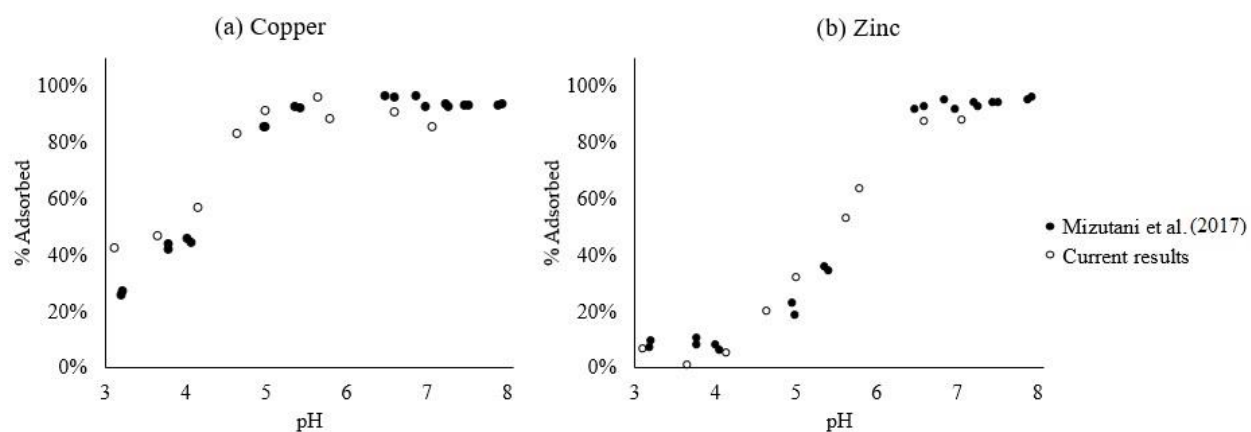 (a) Copper
100%
80%
60%
40%
20%
0%
% Adsorbed
3 4 5 6 7 8
pH
(b) Zinc
100%
80%
60%
40%
20%
0%
% Adsorbed
3 4 5 6 7 8
pH
Mizutani et al. (2017)
Current results